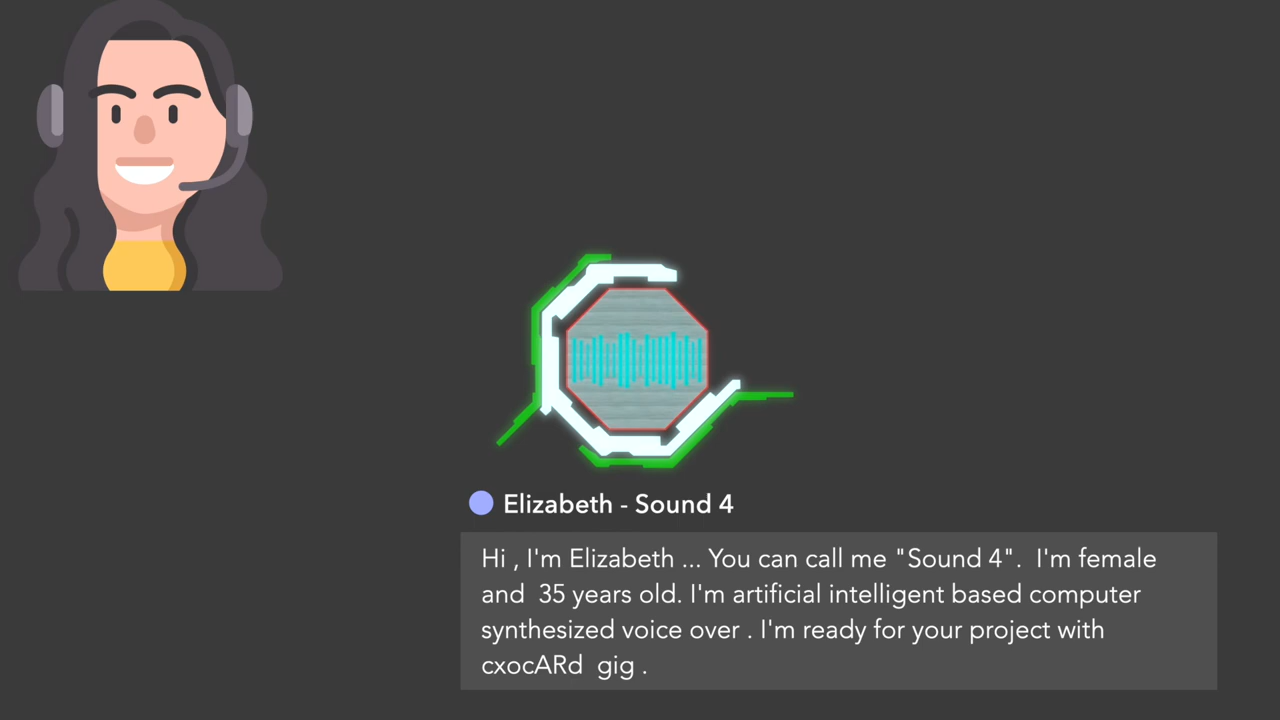 Elizabeth - Sound 4
Hi , I'm Elizabeth ... You can call me "Sound 4".  I'm female
and  35 years old. I'm artificial intelligent based computer
synthesized voice over . I'm ready for your project with
cxocARd  gig .